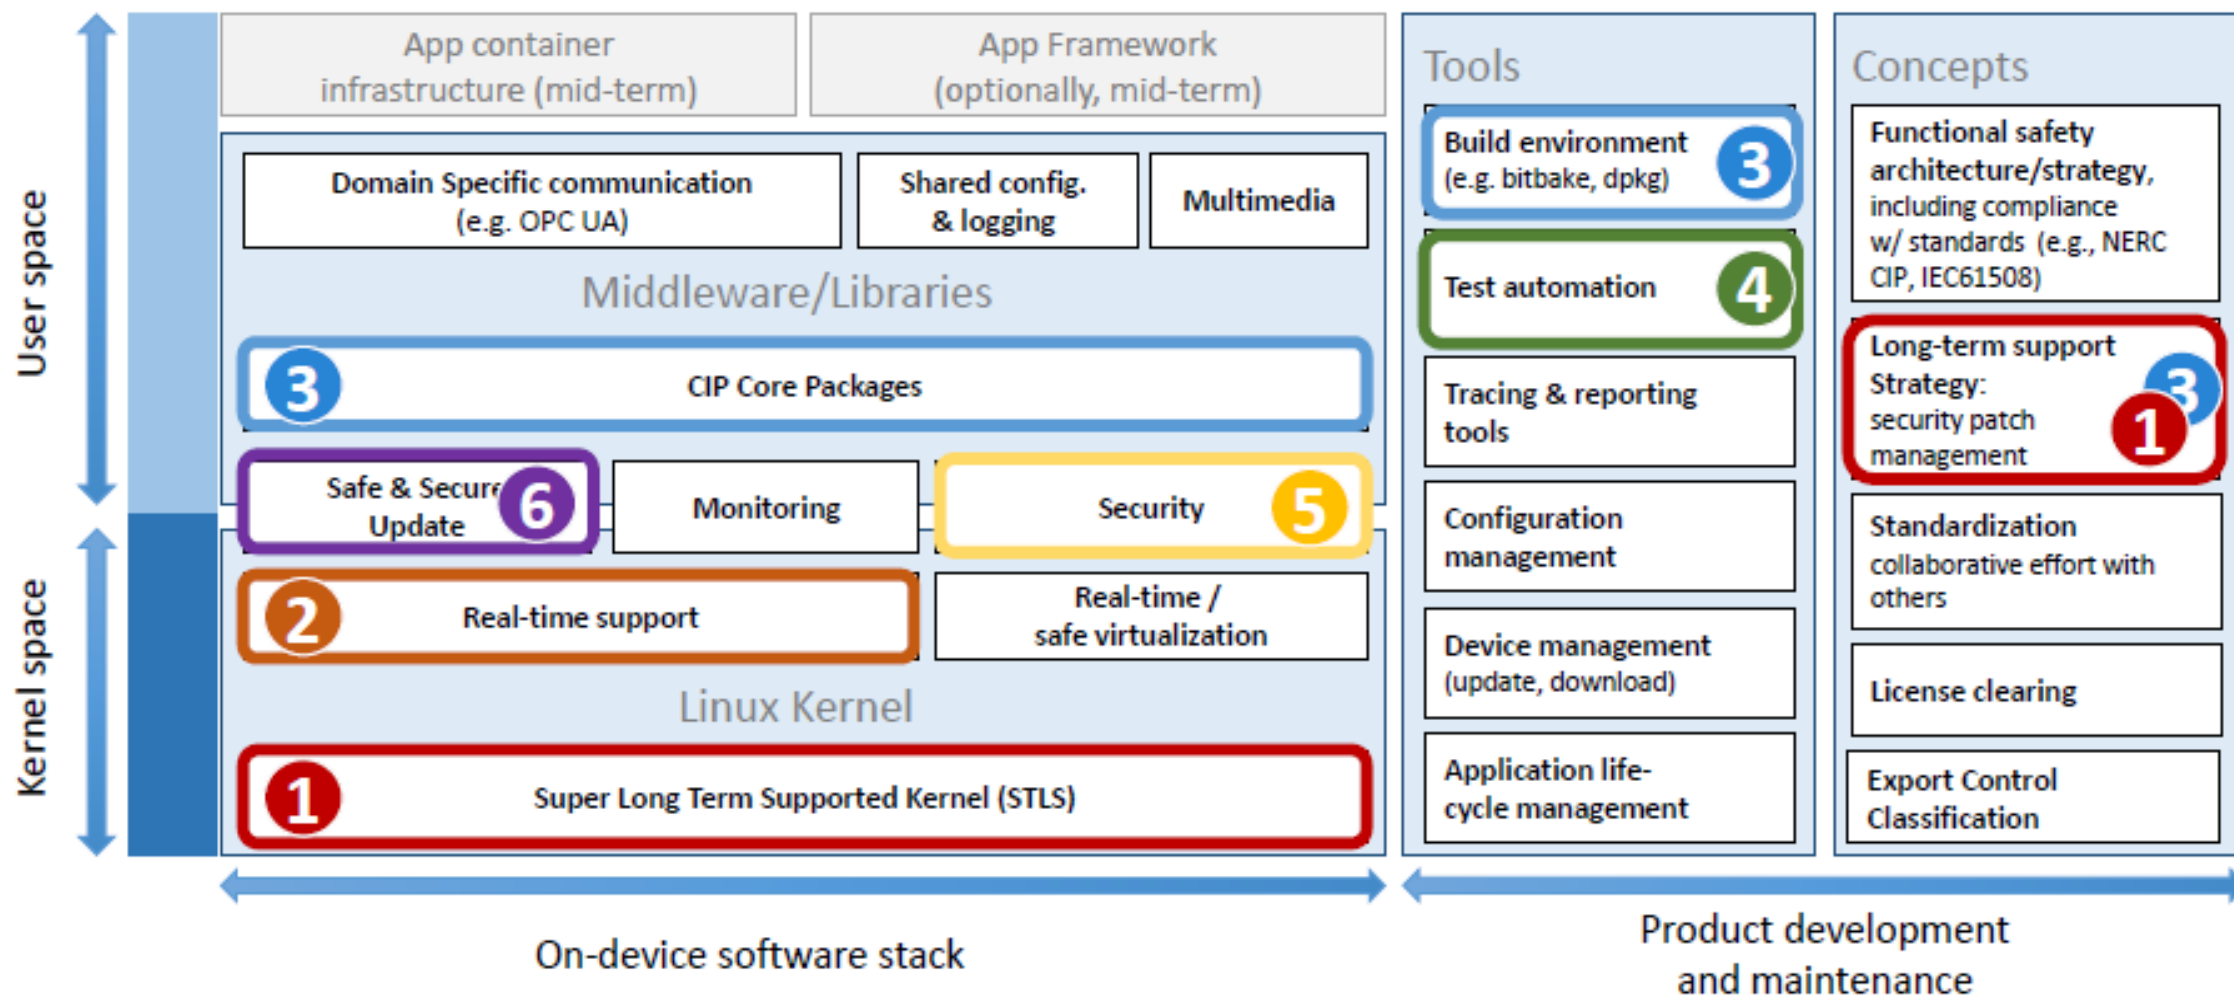 User space
Kernel space
App container
infrastructure (mid-term)
App Framework
(optionally, mid-term)
Domain Specific communication
(e.g. OPC UA)
Shared config.
& logging
Multimedia
Middleware/Libraries
3
CIP Core Packages
Safe & Secure
Update
6
Monitoring
Security
5
2
Real-time support
Real-time /
safe virtualization
Linux Kernel
1
Super Long Term Supported Kernel (STLS)
On-device software stack
Tools
Build environment
(e.g. bitbake, dpkg)
3
Test automation
4
Tracing & reporting
tools
Configuration
management
Device management
(update, download)
Application life-
cycle management
Concepts
Functional safety
architecture/strategy,
including compliance
w/ standards (e.g., NERC
CIP, IEC61508)
Long-term support
Strategy:
security patch
management
3
1
Standardization
collaborative effort with
others
License clearing
Export Control
Classification
Product development
and maintenance